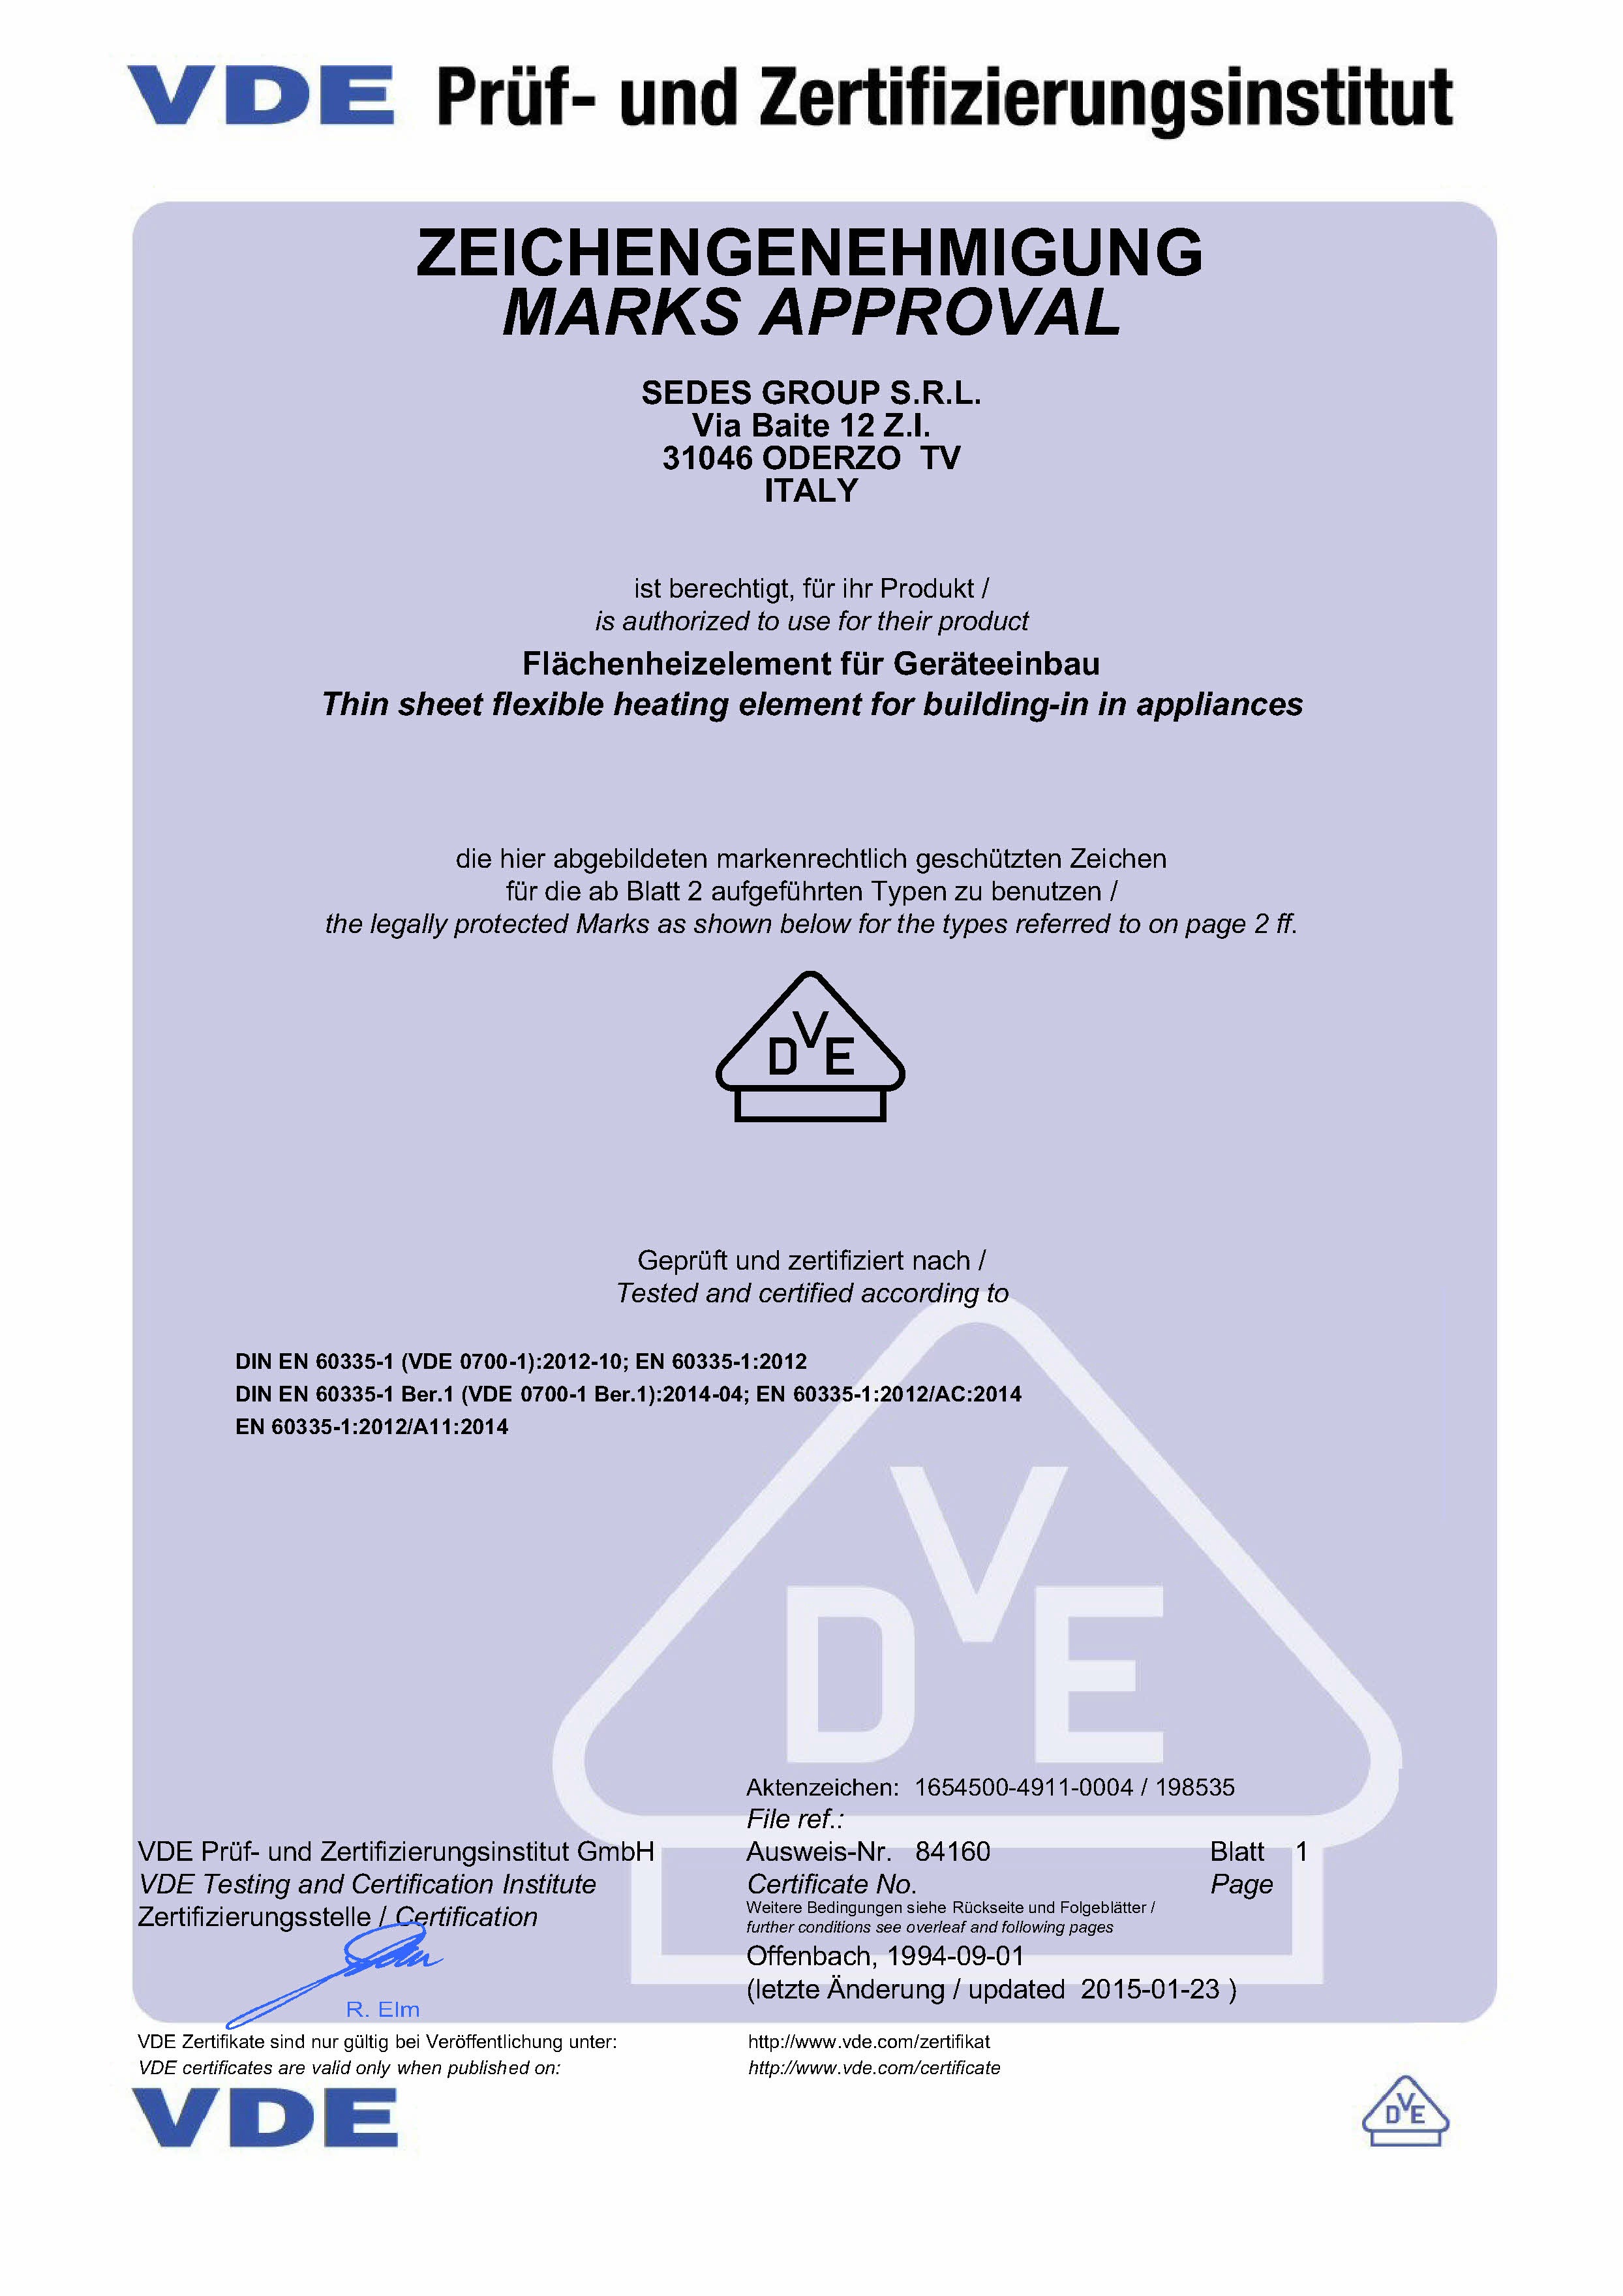 VDE Prüf- und Zertifizierungsinstitut
ZEICHENGENEHMIGUNG
MARKS APPROVAL
SEDES GROUP S.R.L.
Via Baite 12 Z.I.
31046 ODERZO TV
ITALY
ist berechtigt, für ihr Produkt /
is authorized to use for their product
Flächenheizelement für Geräteeinbau
Thin sheet flexible heating element for building-in in appliances
die hier abgebildeten markenrechtlich geschützten Zeichen
für die ab Blatt 2 aufgeführten Typen zu benutzen /
the legally protected Marks as shown below for the types referred to on page 2 ff.
DVE
Geprüft und zertifiziert nach /
Tested and certified according to
DIN EN 60335-1 (VDE 0700-1):2012-10; EN 60335-1:2012
DIN EN 60335-1 Ber.1 (VDE 0700-1 Ber.1):2014-04; EN 60335-1:2012/AC:2014
EN 60335-1:2012/A11:2014
DVE
Aktenzeichen: 1654500-4911-0004 / 198535
File ref.:
VDE Prüf- und Zertifizierungsinstitut GmbH
VDE Testing and Certification Institute
Zertifizierungsstelle / Certification
R. Elm
Ausweis-Nr. 84160 Blatt 1
Certificate No. Page
Weitere Bedingungen siehe Rückseite und Folgeblätter /
further conditions see overleaf and following pages
Offenbach, 1994-09-01
(letzte Änderung / updated 2015-01-23 )
VDE Zertifikate sind nur gültig bei Veröffentlichung unter: http://www.vde.com/zertifikat
VDE certificates are valid only when published on: http://www.vde.com/certificate
VDE
DVE